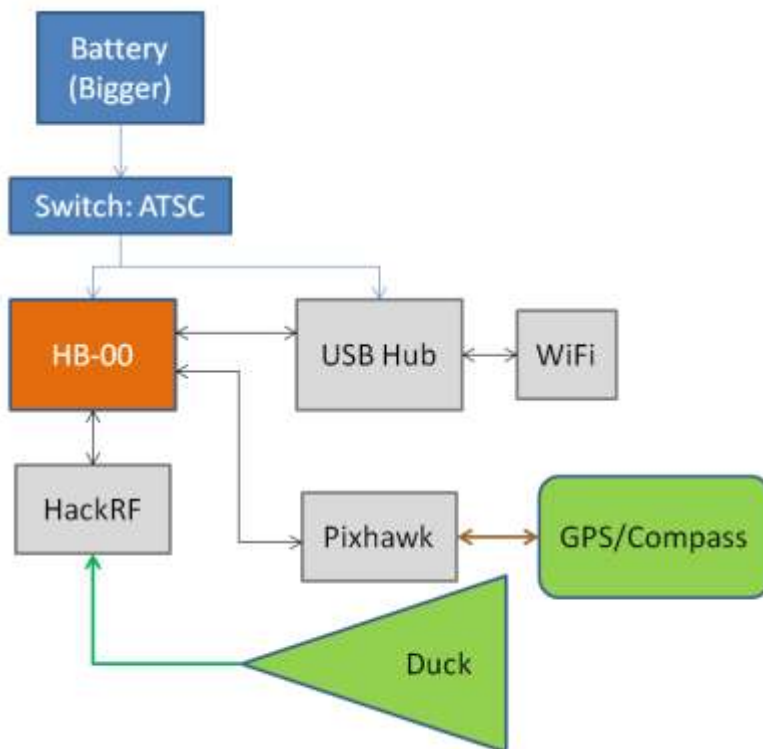 Battery
(Bigger)
Switch: ATSC
HB-00
USB Hub
WiFi
HackRF
Pixhawk
GPS/Compass
Duck